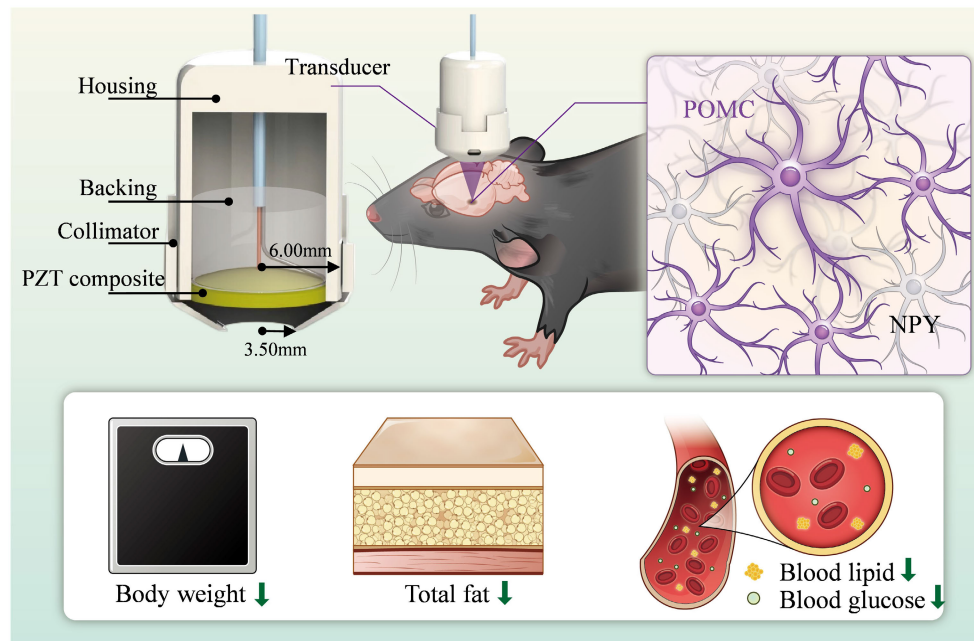 Housing
Transducer
POMC
Backing
Collimator
6.00mm
PZT composite
NPY
3.50mm
Body weight
Total fat
Blood lipid
Blood glucose